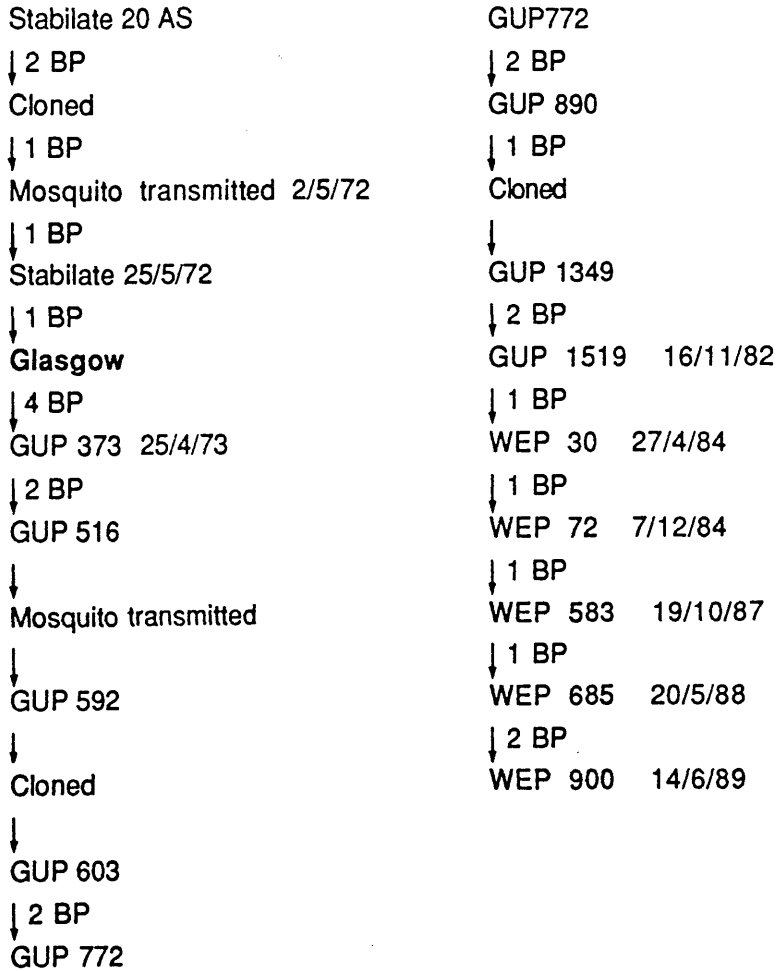 Stabilate 20 AS
↓ 2 BP
Cloned
↓ 1 BP
Mosquito transmitted 2/5/72
↓ 1 BP
Stabilate 25/5/72
↓ 1 BP
Glasgow
↓ 4 BP
GUP 373 25/4/73
↓ 2 BP
GUP 516
↓
Mosquito transmitted
↓
GUP 592
↓
Cloned
↓
GUP 603
↓ 2 BP
GUP 772
GUP772
↓ 2 BP
GUP 890
↓ 1 BP
Cloned
↓
GUP 1349
↓ 2 BP
GUP 1519 16/11/82
↓ 1 BP
WEP 30 27/4/84
↓ 1 BP
WEP 72 7/12/84
↓ 1 BP
WEP 583 19/10/87
↓ 1 BP
WEP 685 20/5/88
↓ 2 BP
WEP 900 14/6/89